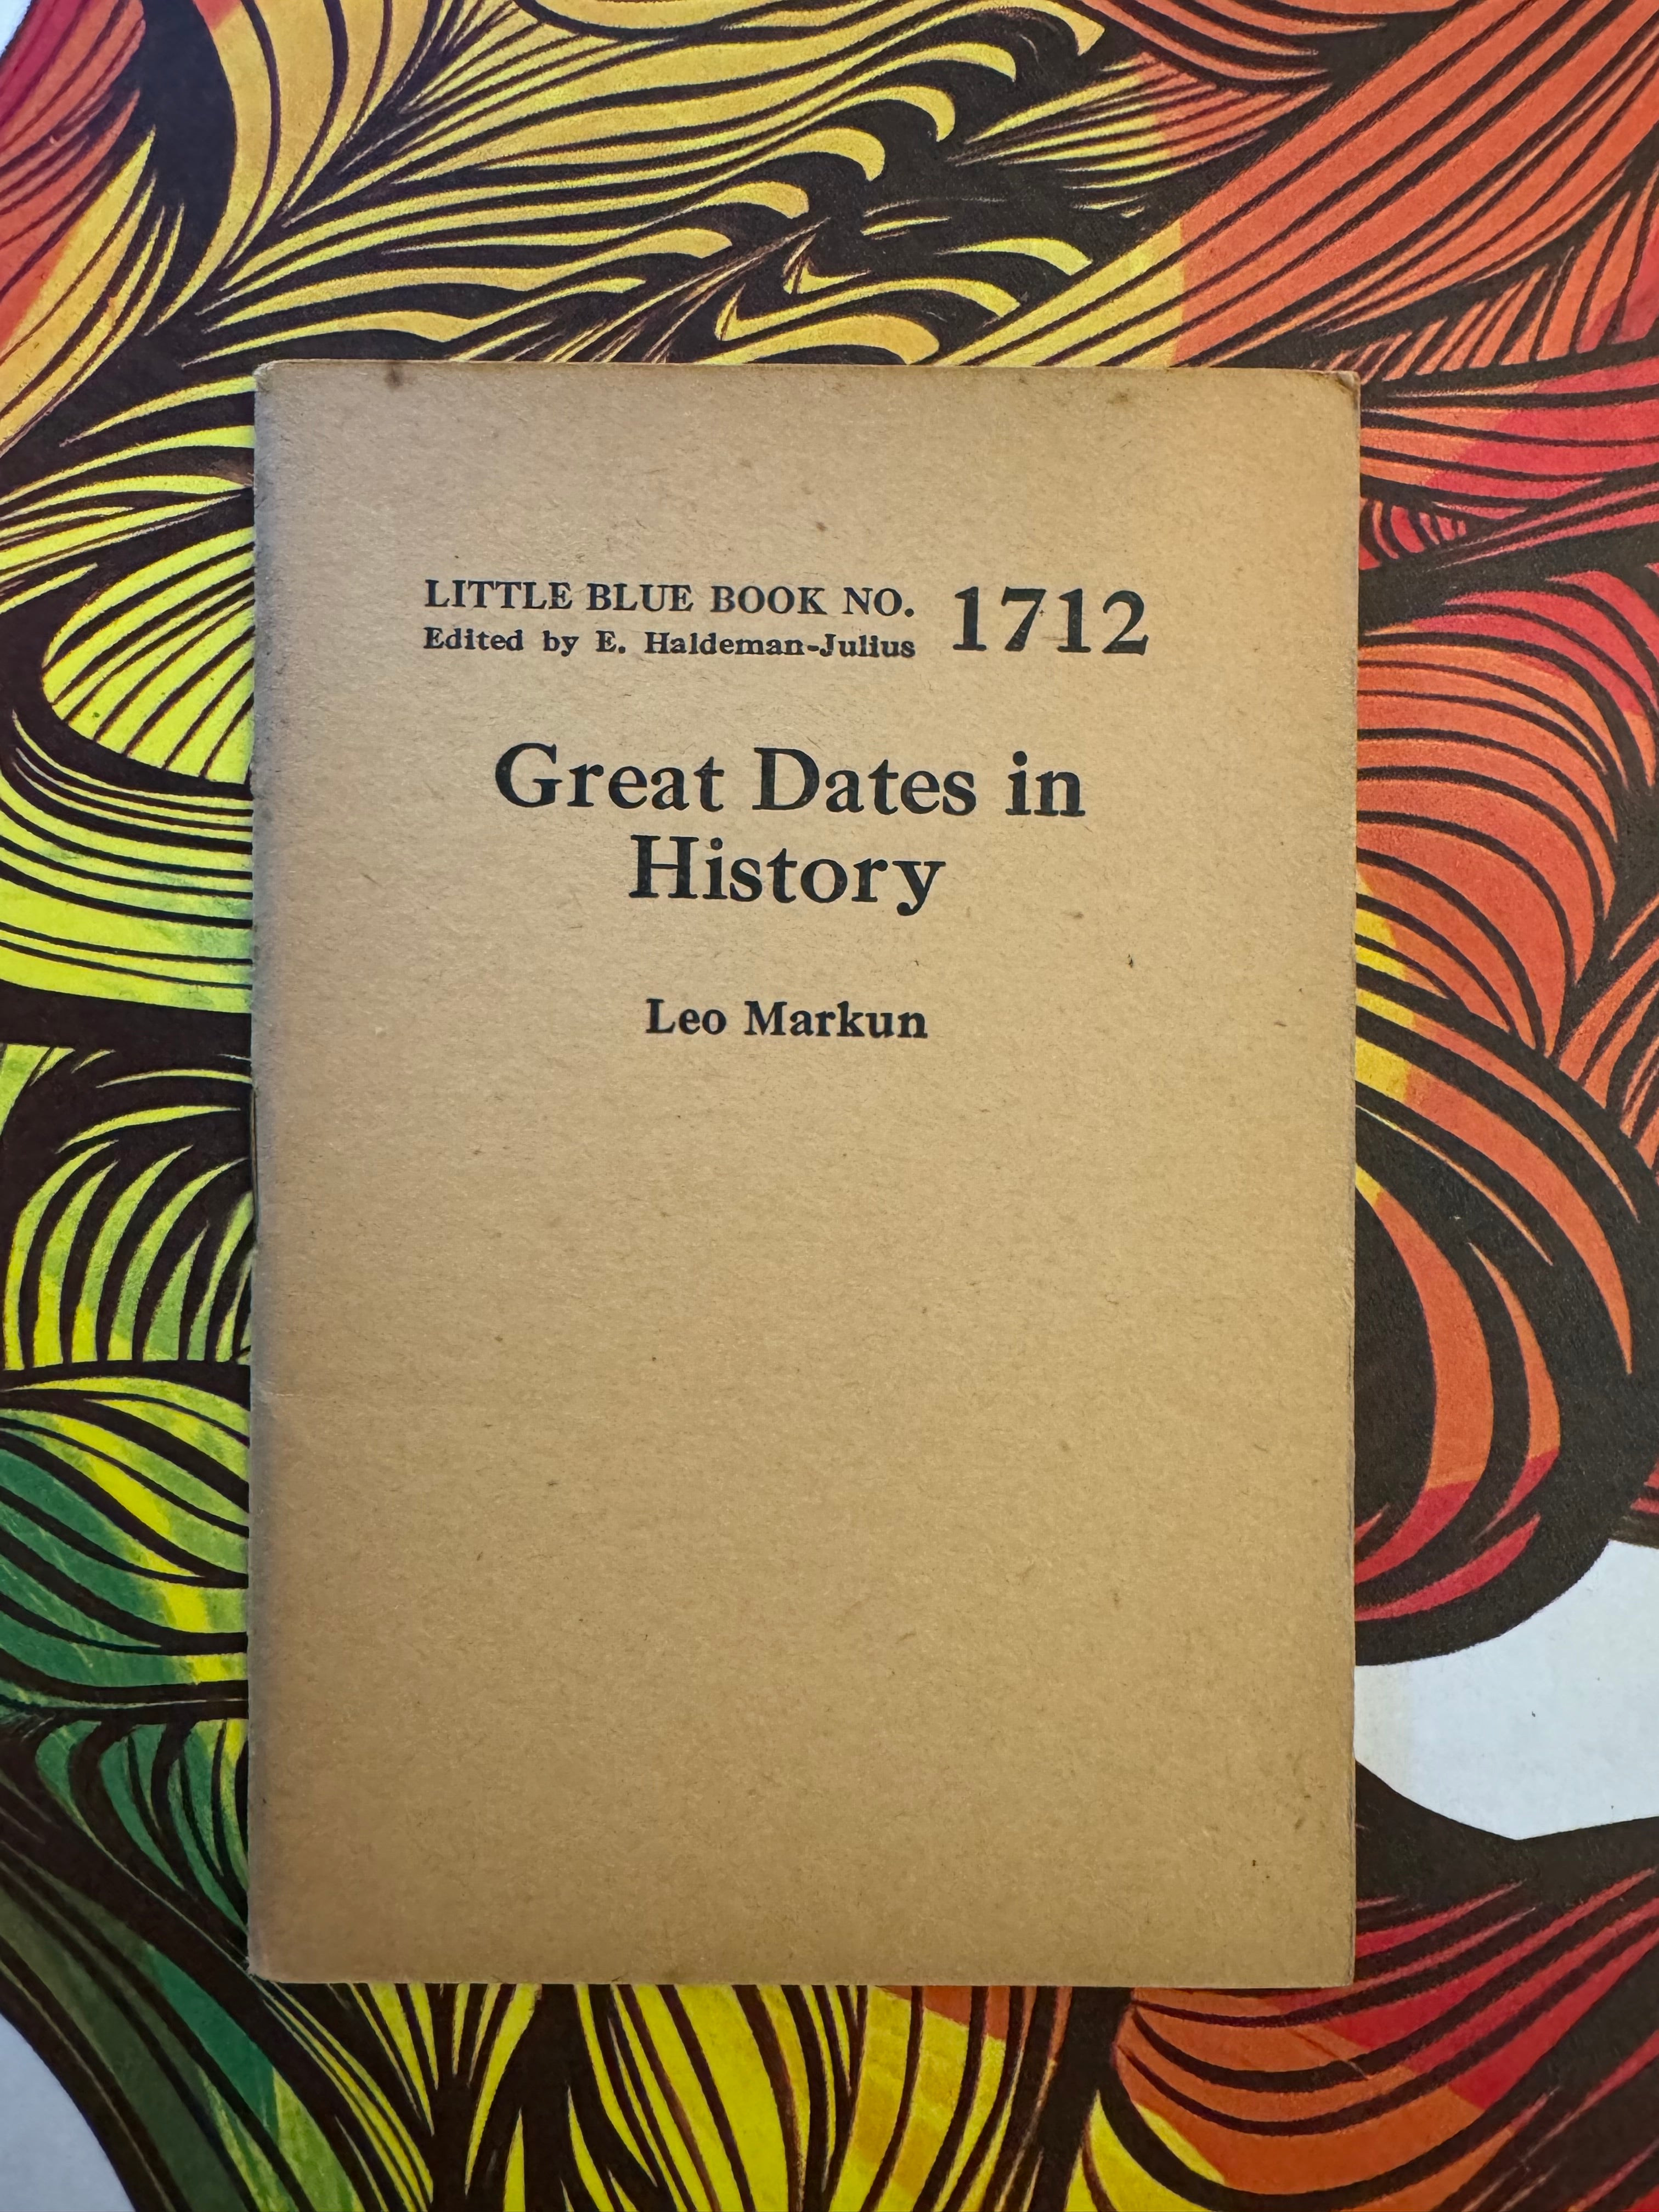 LITTLE BLUE BOOK NO. 1712
Edited by E. Haldeman-Julius
Great Dates in
History
Leo Markun